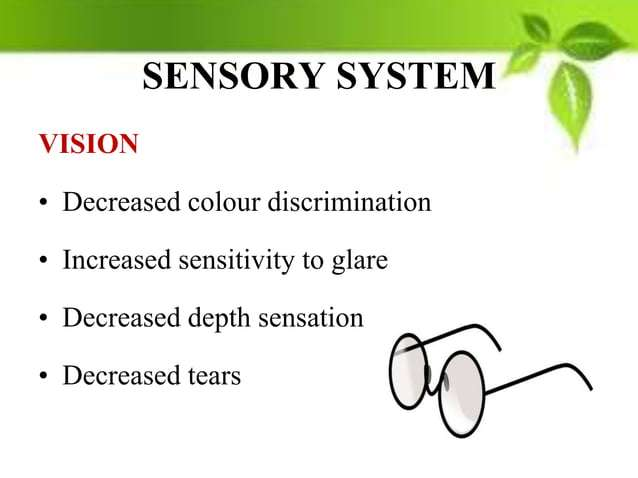 SENSORY SYSTEM
VISION
• Decreased colour discrimination
• Increased sensitivity to glare
• Decreased depth sensation
• Decreased tears